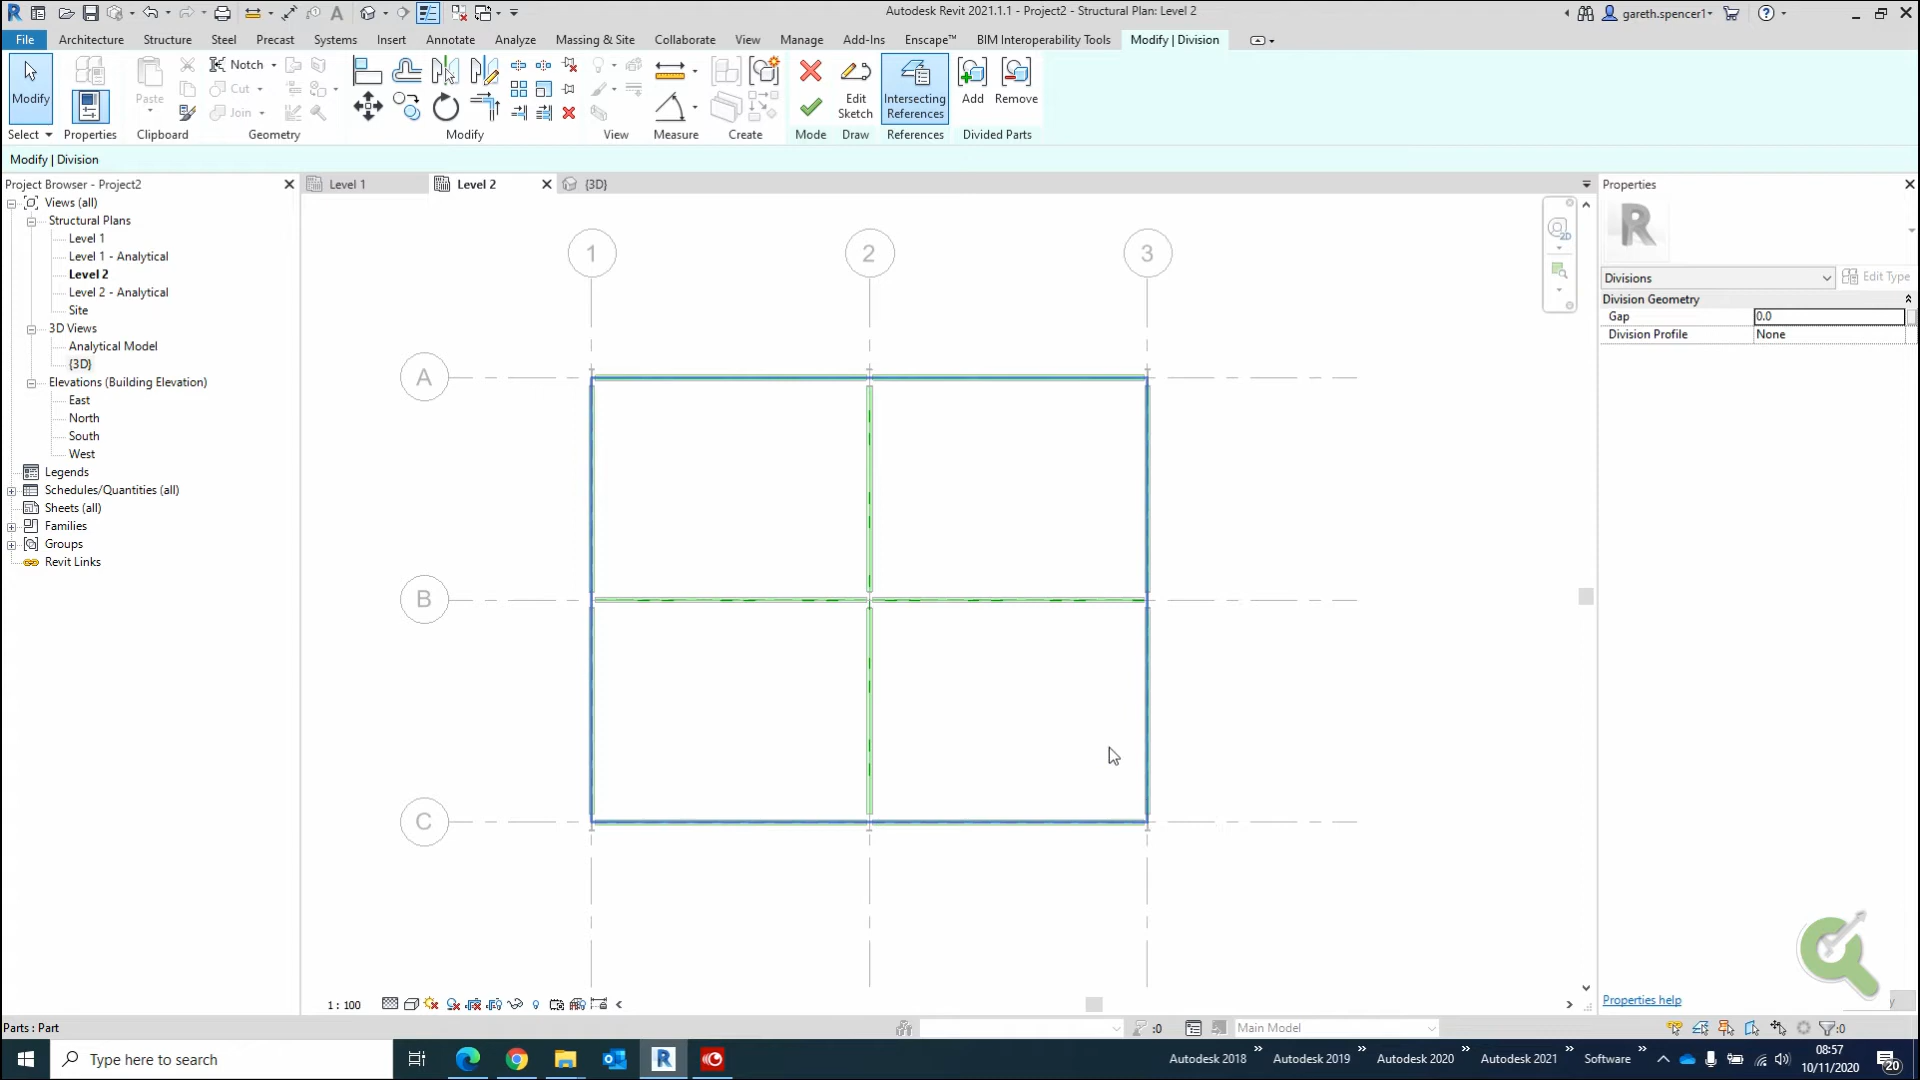 Autodesk Revit 2021.1.1 - Project2 - Structural Plan: Level 2
gareth.spencer1
File Architecture Structure Steel Precast Systems Insert Annotate Analyze Massing & Site Collaborate View Manage Add-Ins Enscape™ BIM Interoperability Tools Modify | Division
Modify
Paste
Notch
Cut
Join
Edit Sketch
Intersecting References
Add
Remove
Select Properties Clipboard Geometry Modify View Measure Create Mode Draw References Divided Parts
Modify | Division
Project Browser - Project2
Level 1
Level 2
{3D}
Properties
Views (all)
Structural Plans
Level 1
Level 1 - Analytical
Level 2
Level 2 - Analytical
Site
3D Views
Analytical Model
{3D}
Elevations (Building Elevation)
East
North
South
West
Legends
Schedules/Quantities (all)
Sheets (all)
Families
Groups
Revit Links
1
2
3
A
B
C
2D
R
Divisions
Edit Type
Division Geometry
Gap 0.0
Division Profile None
Properties help
1 : 100
Parts : Part
:0
Main Model
:0
Type here to search
Autodesk 2018
Autodesk 2019
Autodesk 2020
Autodesk 2021
Software
08:57
10/11/2020
20